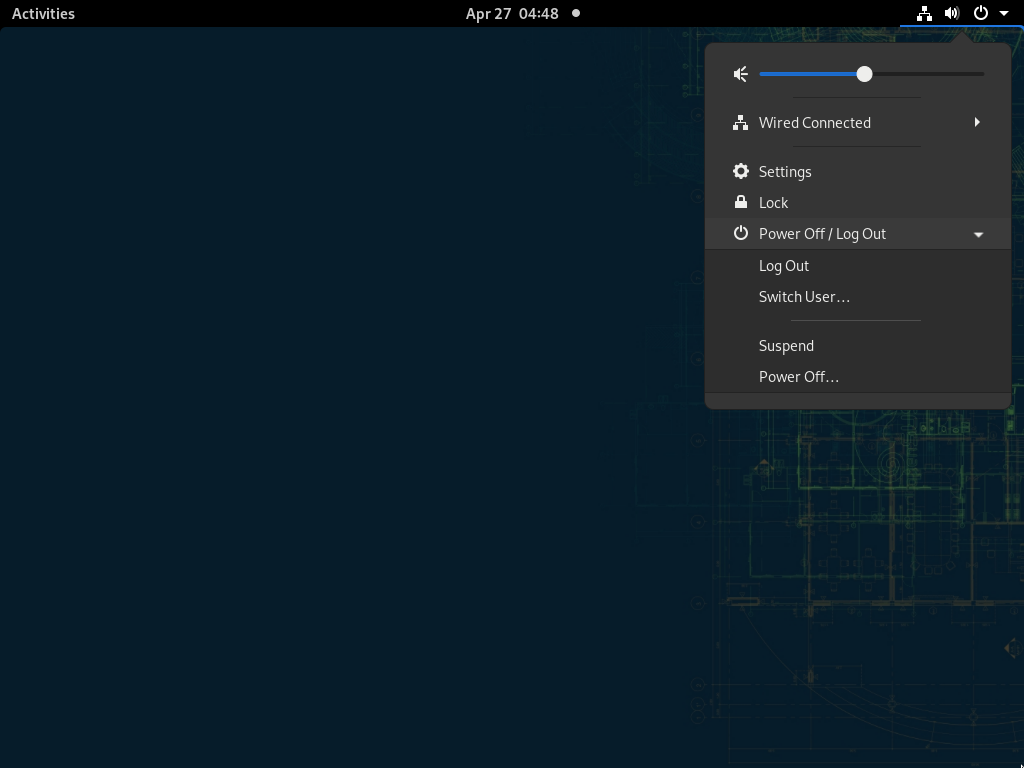 Activities
Apr 27 04:48
Wired Connected
Settings
Lock
Power Off / Log Out
Log Out
Switch User…
Suspend
Power Off…